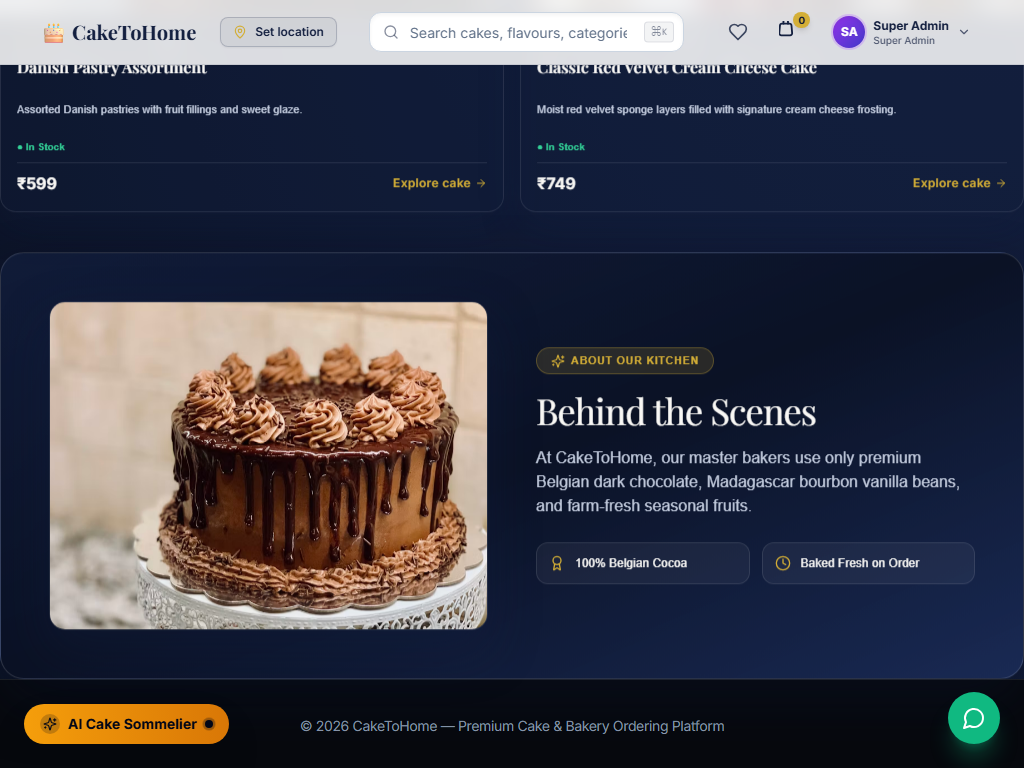 CakeToHome
Set location
Search cakes, flavours, categorie
⌘K
0
SA
Super Admin
Super Admin
Danish Pastry Assortment
Assorted Danish pastries with fruit fillings and sweet glaze.
● In Stock
₹599
Explore cake →
Classic Red Velvet Cream Cheese Cake
Moist red velvet sponge layers filled with signature cream cheese frosting.
● In Stock
₹749
Explore cake →
ABOUT OUR KITCHEN
Behind the Scenes
At CakeToHome, our master bakers use only premium
Belgian dark chocolate, Madagascar bourbon vanilla beans,
and farm-fresh seasonal fruits.
100% Belgian Cocoa
Baked Fresh on Order
AI Cake Sommelier
© 2026 CakeToHome — Premium Cake & Bakery Ordering Platform